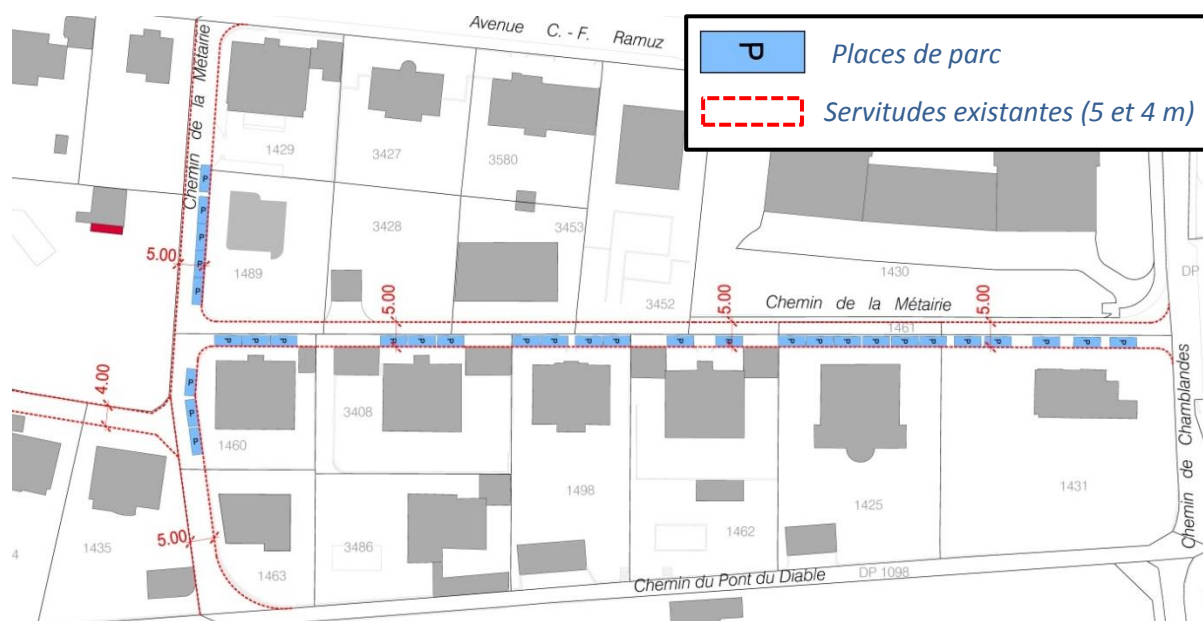 Avenue C. - F. Ramuz
P Places de parc
Servitudes existantes (5 et 4 m)
Chemin de la Métairie
1429
3427
3580
P
P
P
P
P
1489
3428
3453
3452
1430
DP
5.00
5.00
5.00
5.00
Chemin de la Métairie
1461
P P P P P P P P P P P P P P P P P P P P P P P
4.00
P
P
P
1460
3408
1498
1462
1425
1431
Chemin de Chamblandes
5.00
4
1435
1463
3486
Chemin du Pont du Diable
DP 1098